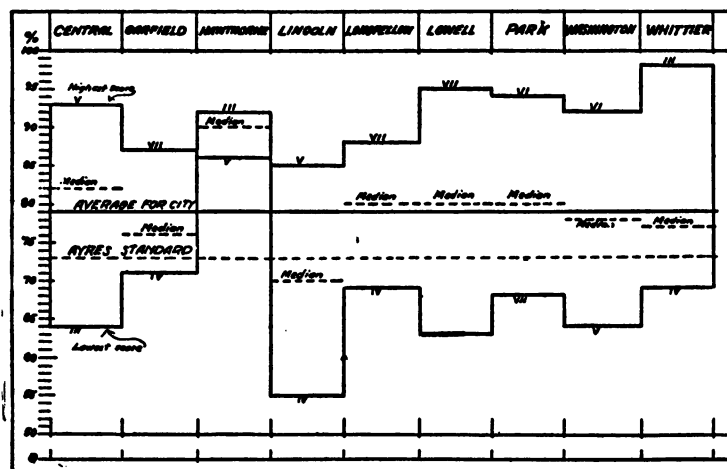 % CENTRAL GARFIELD HAWTHORNE LINCOLN LONGFELLOW LOWELL PARK WASHINGTON WHITTIER
100
III
95 VII VI
V Highest score
III VI
90 Median
VII VII
V
85 V
Median
80 Median Median Median
AVERAGE FOR CITY
Median Median Median
75
AYRES STANDARD
70 IV Median
IV VII IV
65
III V
Lowest score
60
55
IV
50
0